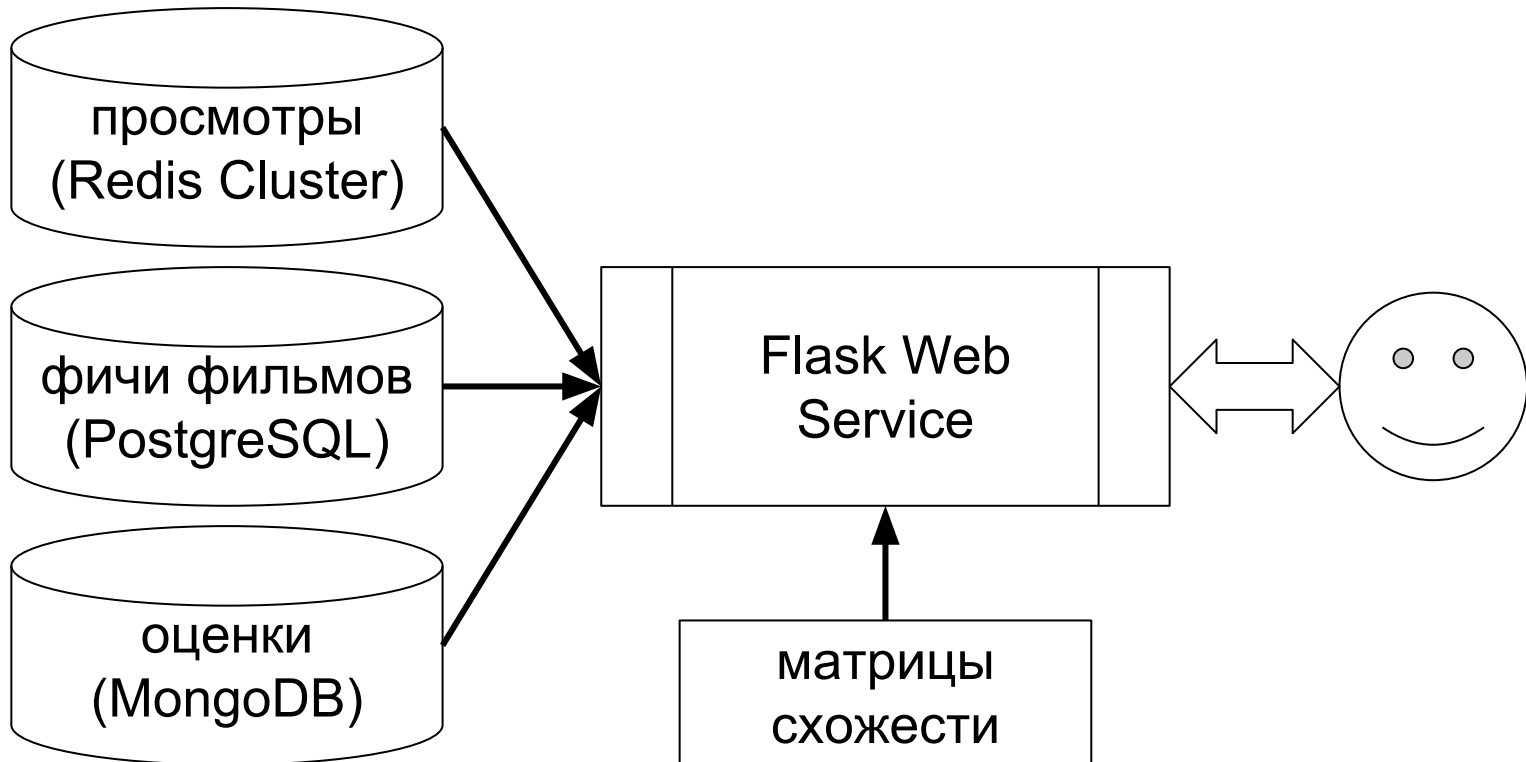 просмотры
(Redis Cluster)
фичи фильмов
(PostgreSQL)
оценки
(MongoDB)
Flask Web
Service
матрицы
схожести